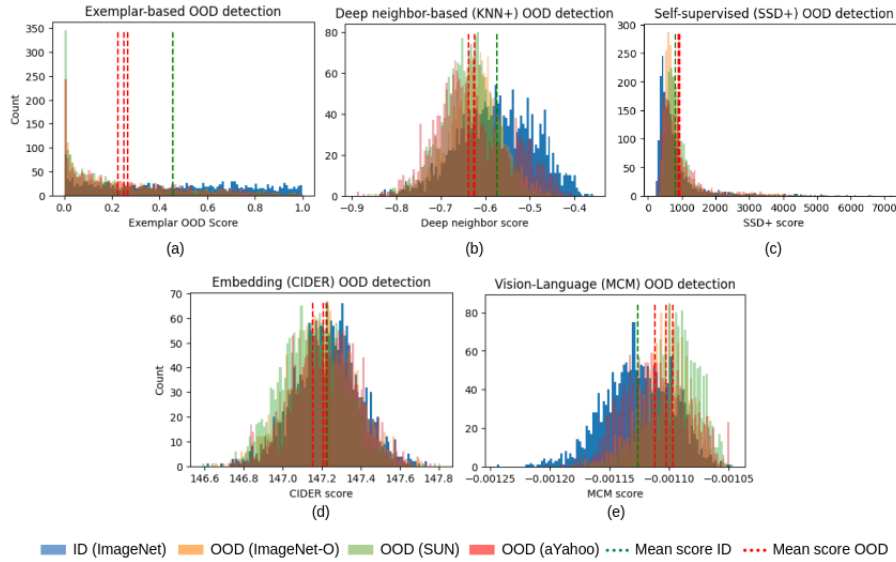 Exemplar-based OOD detection
Deep neighbor-based (KNN+) OOD detection
Self-supervised (SSD+) OOD detection
Count
350
300
250
200
150
100
50
0
0.0 0.2 0.4 0.6 0.8 1.0
Exemplar OOD Score
(a)
80
60
40
20
0
−0.9 −0.8 −0.7 −0.6 −0.5 −0.4
Deep neighbor score
(b)
300
250
200
150
100
50
0
0 1000 2000 3000 4000 5000 6000 7000
SSD+ score
(c)
Embedding (CIDER) OOD detection
Vision-Language (MCM) OOD detection
Count
70
60
50
40
30
20
10
0
146.6 146.8 147.0 147.2 147.4 147.6 147.8
CIDER score
(d)
80
60
40
20
0
−0.00125 −0.00120 −0.00115 −0.00110 −0.00105
MCM score
(e)
ID (ImageNet) OOD (ImageNet-O) OOD (SUN) OOD (aYahoo) Mean score ID Mean score OOD